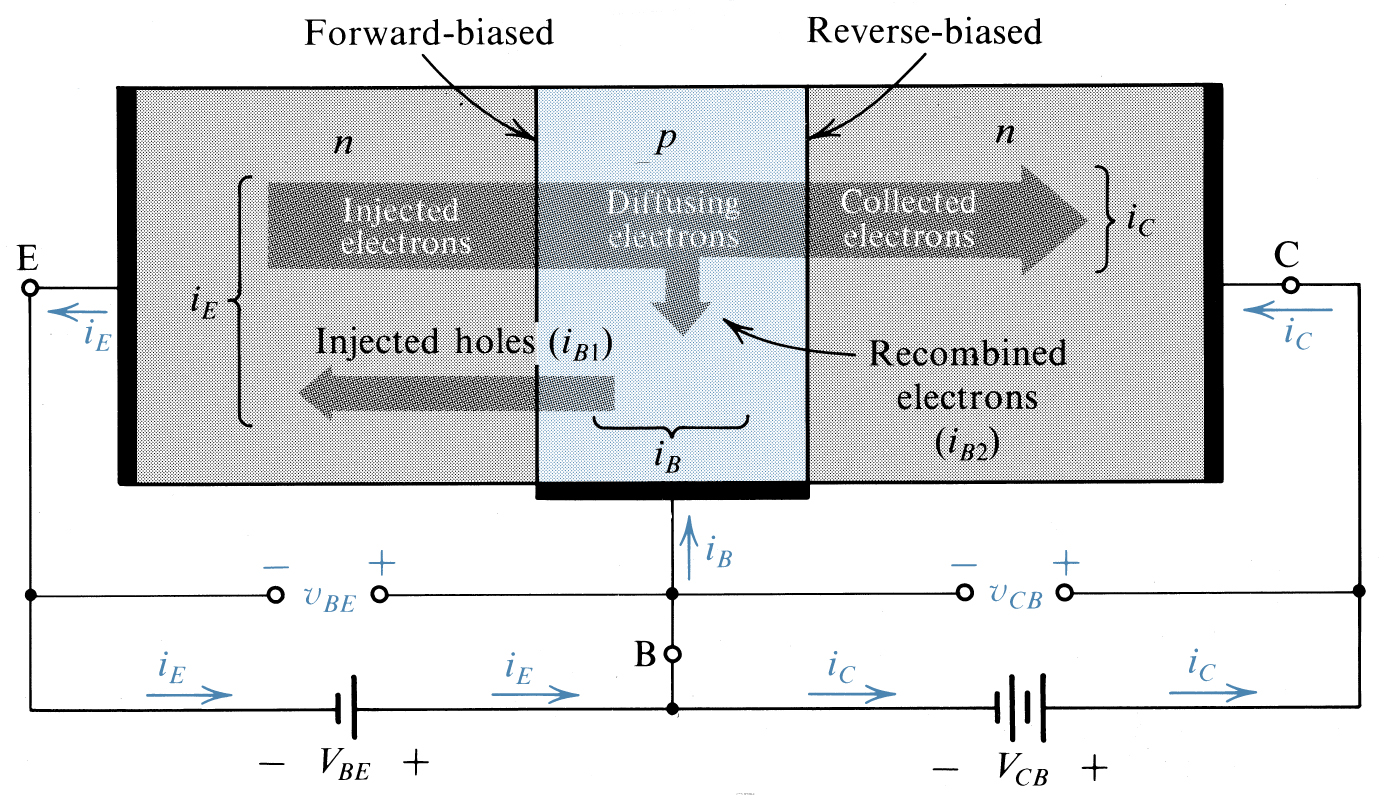 Forward-biased
Reverse-biased
n
p
n
Injected
electrons
Diffusing
electrons
Collected
electrons
i_C
E
C
i_E
i_E
Injected holes (i_B1)
i_C
Recombined
electrons
(i_B2)
i_B
i_B
− v_BE +
− v_CB +
B
i_E
i_E
i_C
i_C
− V_BE +
− V_CB +